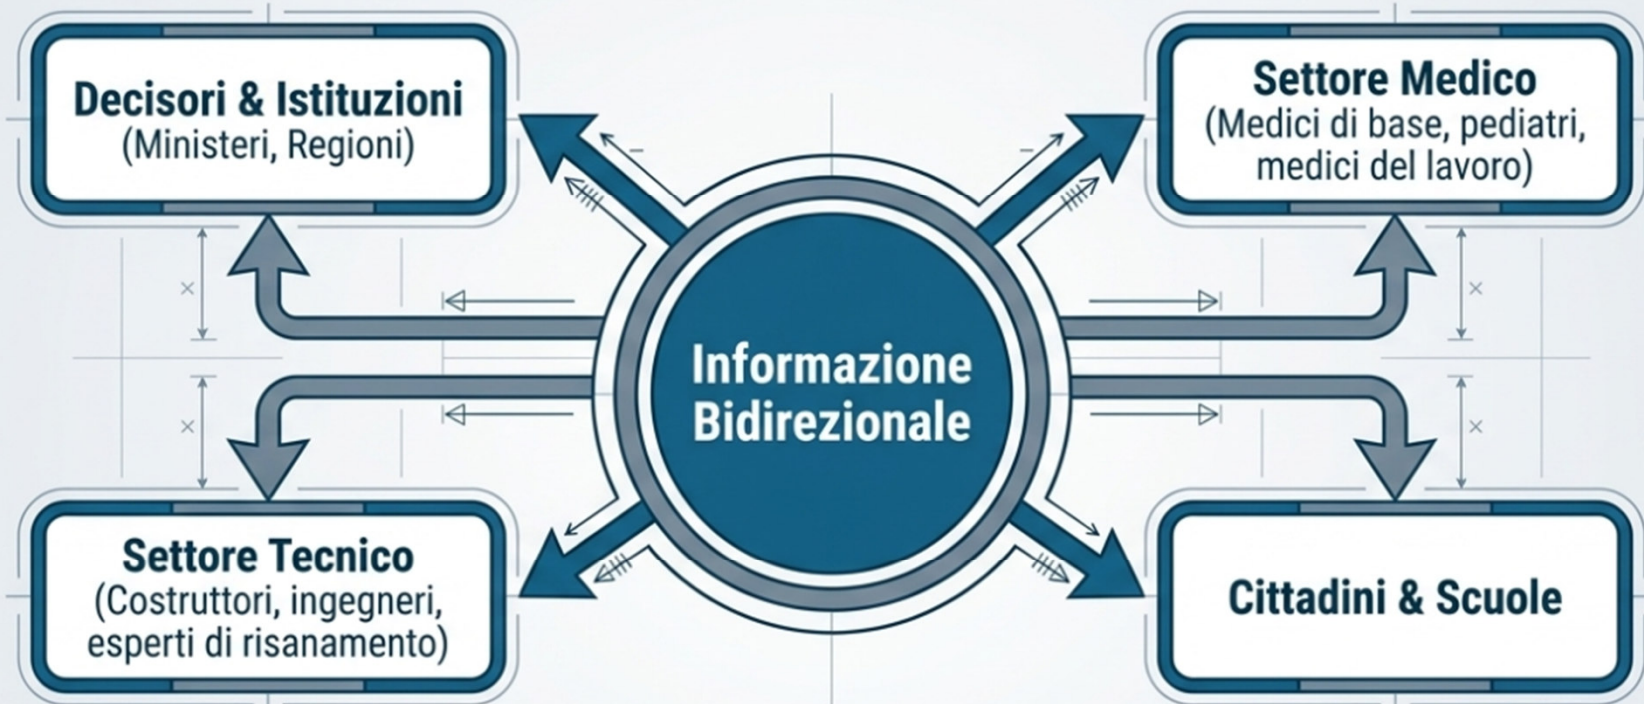 Decisori & Istituzioni
(Ministeri, Regioni)
Settore Medico
(Medici di base, pediatri,
medici del lavoro)
Informazione
Bidirezionale
Settore Tecnico
(Costruttori, ingegneri,
esperti di risanamento)
Cittadini & Scuole